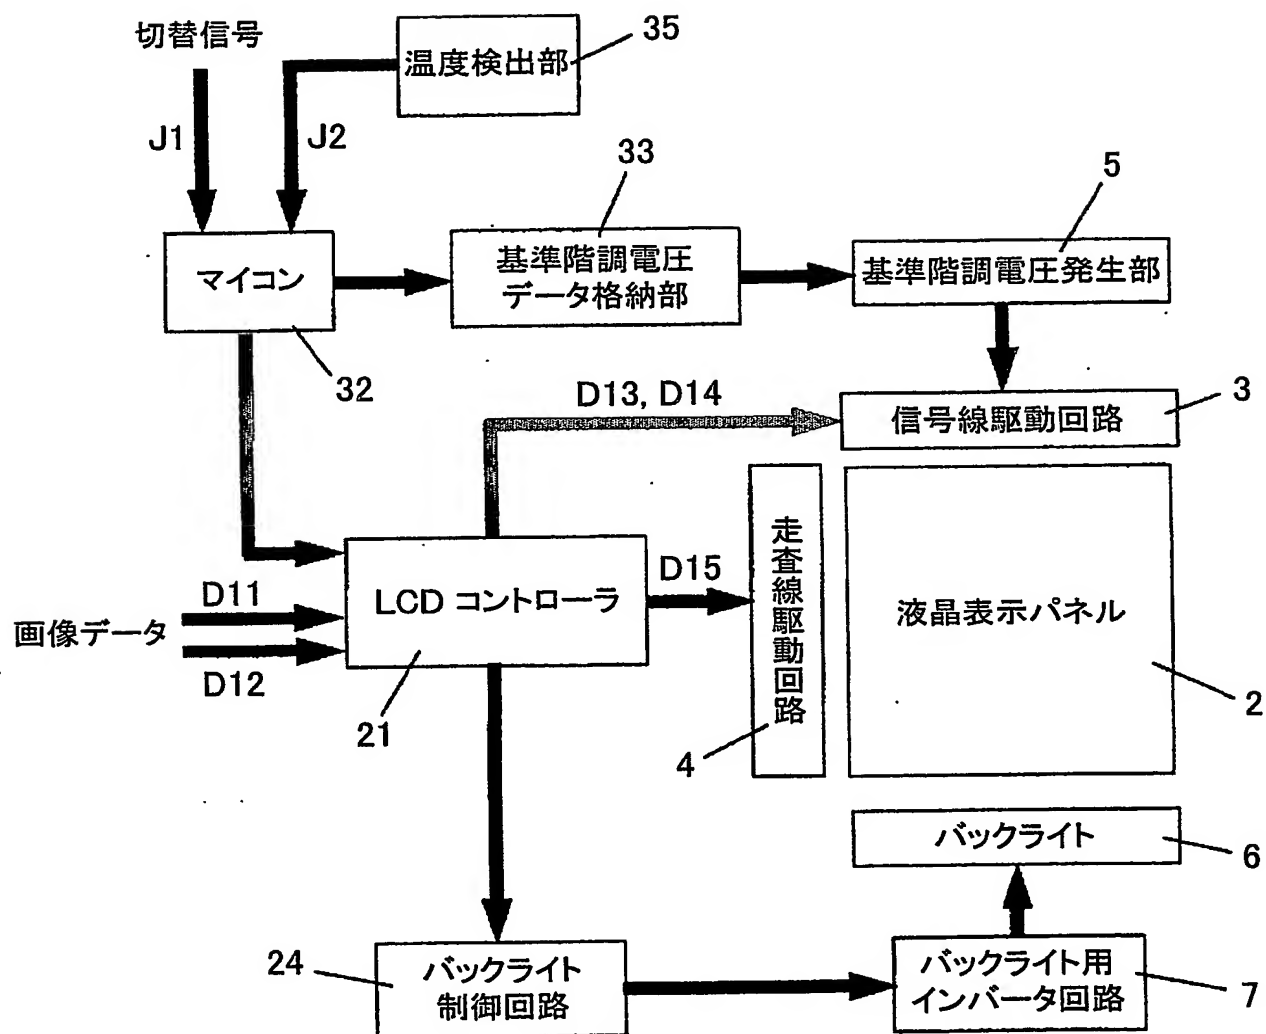 切替信号
35
温度検出部
J1
J2
33
5
マイコン
基準階調電圧
データ格納部
基準階調電圧発生部
32
D13, D14
3
信号線駆動回路
走査線駆動回路
LCD コントローラ
D15
D11
画像データ
D12
21
4
液晶表示パネル
2
バックライト
6
24
バックライト
制御回路
バックライト用
インバータ回路
7